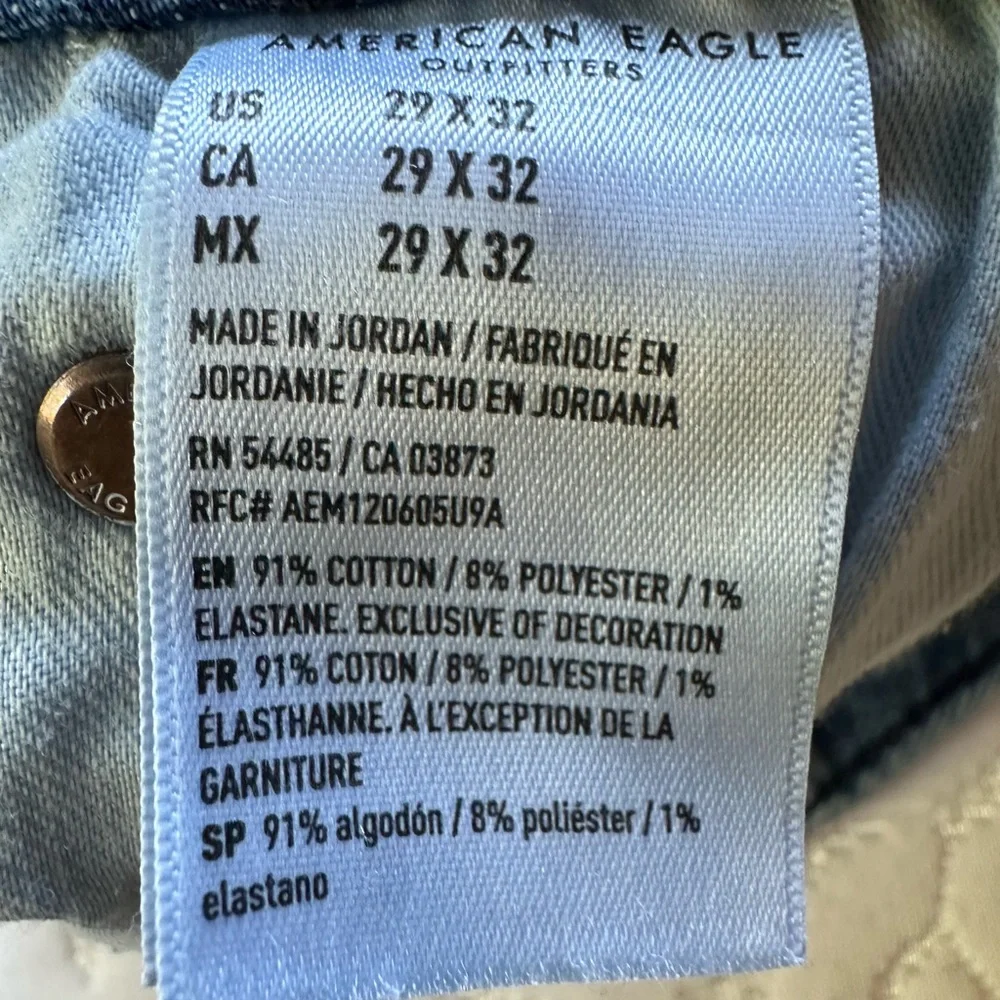 AMERICAN EAGLE
OUTFITTERS
US 29 X 32
CA 29 X 32
MX 29 X 32
MADE IN JORDAN / FABRIQUÉ EN
JORDANIE / HECHO EN JORDANIA
RN 54485 / CA 03873
RFC# AEM120605U9A
EN 91% COTTON / 8% POLYESTER / 1%
ELASTANE. EXCLUSIVE OF DECORATION
FR 91% COTON / 8% POLYESTER / 1%
ÉLASTHANNE. À L'EXCEPTION DE LA
GARNITURE
SP 91% algodón / 8% poliéster / 1%
elastano
AM
EAG